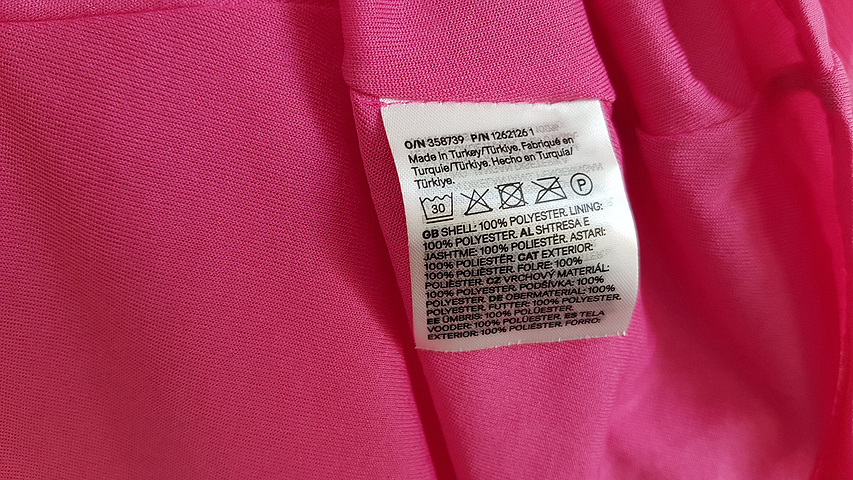 O/N 358739 P/N 1262126 1
Made in Turkey/Türkiye. Fabriqué en
Turquie/Türkiye. Hecho en Turquía/
Türkiye.
30 P
GB SHELL: 100% POLYESTER. LINING:
100% POLYESTER. AL SHTRESA E
JASHTME: 100% POLIESTËR. ASTARI:
100% POLIESTËR. CAT EXTERIOR:
100% POLIÈSTER. FOLRE: 100%
POLIÈSTER. CZ VRCHOVÝ MATERIÁL:
100% POLYESTER. PODŠÍVKA: 100%
POLYESTER. DE OBERMATERIAL: 100%
POLYESTER. FUTTER: 100% POLYESTER.
EE ÜMBRIS: 100% POLÜESTER.
VOODER: 100% POLÜESTER. ES TELA
EXTERIOR: 100% POLIÉSTER. FORRO: